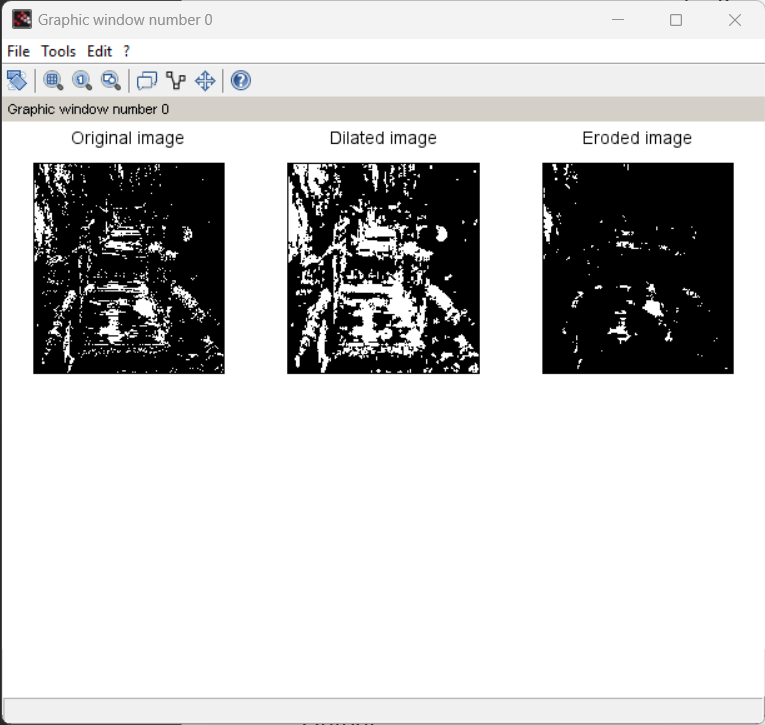 Graphic window number 0
File Tools Edit ?
Graphic window number 0
Original image
Dilated image
Eroded image